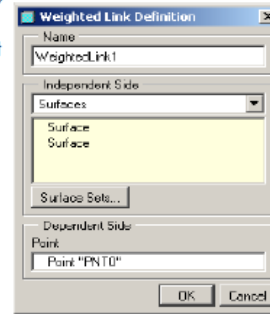 Weighted Link Definition
Name
WeightedLink1
Independent Side
Surfaces
Surface
Surface
Surface Sets...
Dependent Side
Point
Point "PNT0"
OK Cancel